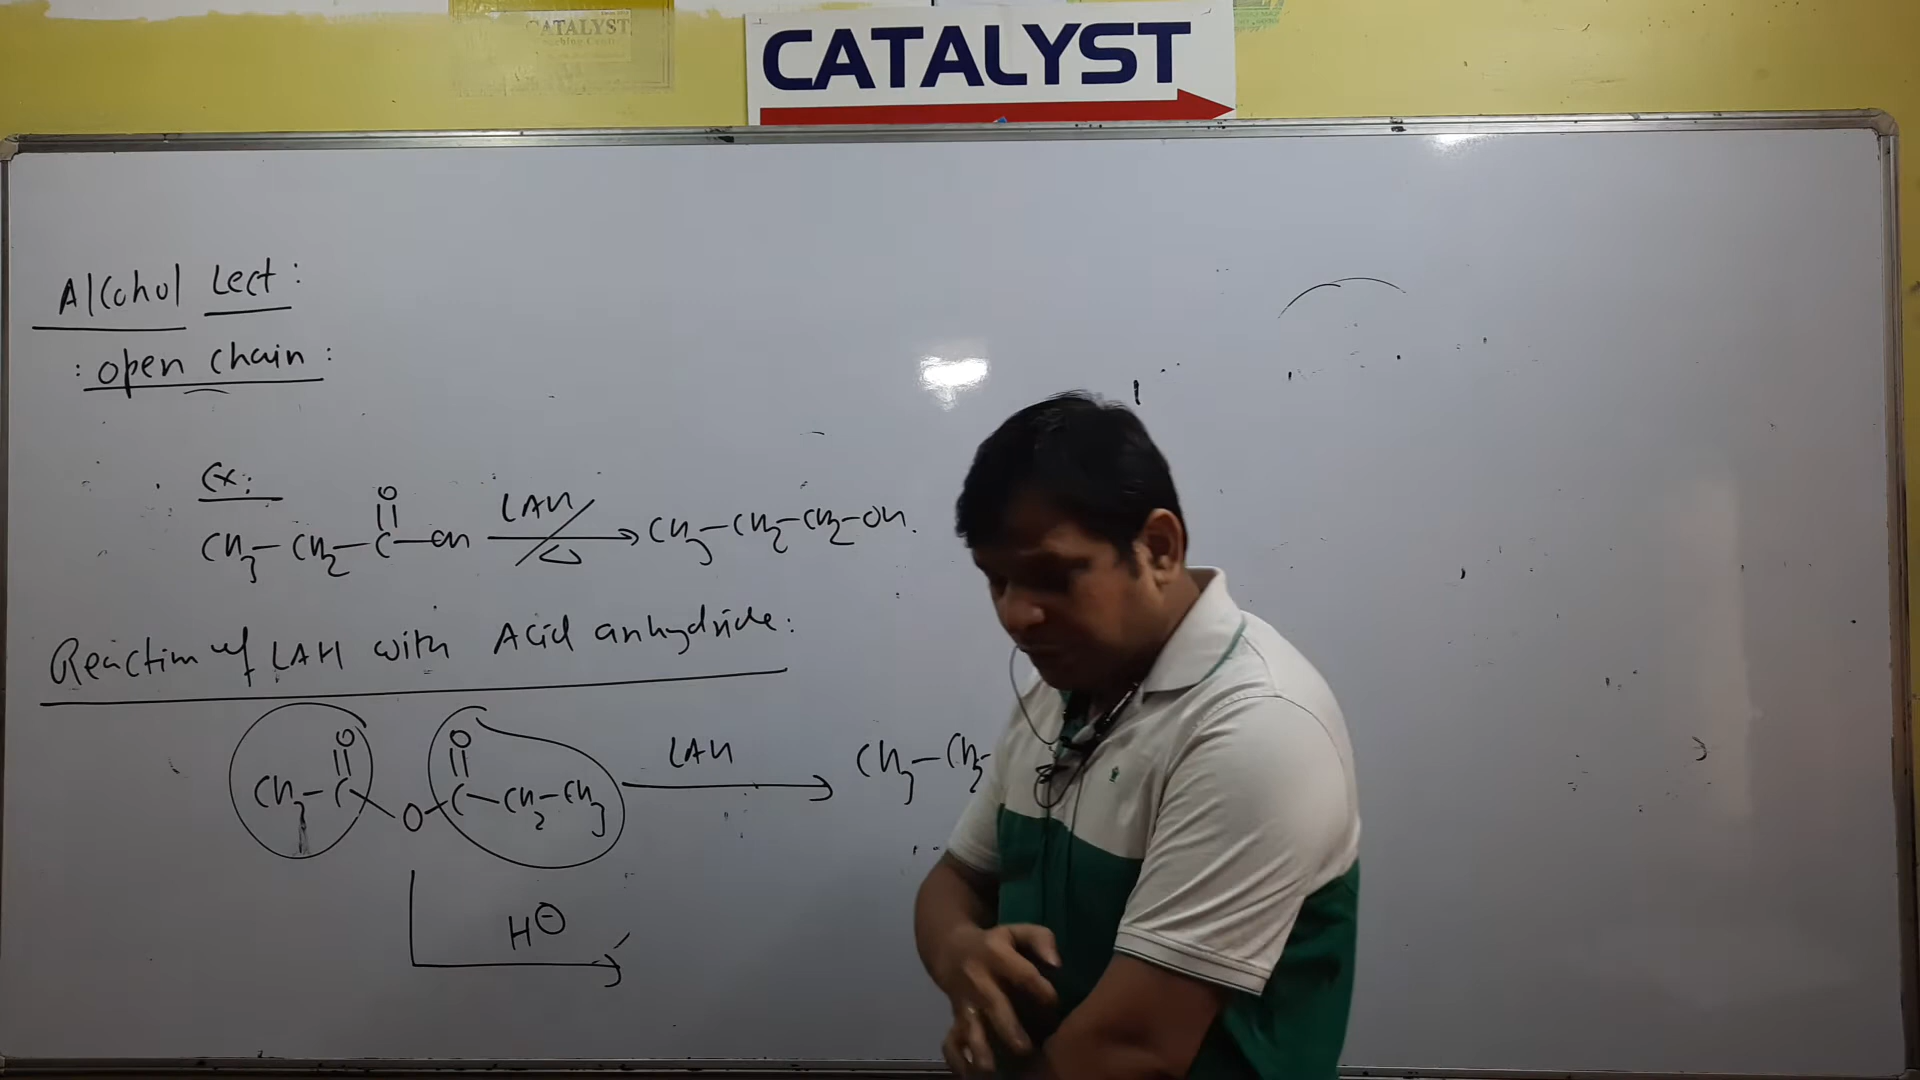 CATALYST
CATALYST
Alcohol Lect:
: open chain :
Ex:
O
CH3-CH2-C-OH LAH CH3-CH2-CH2-OH.
Reaction of LAH with Acid anhydride:
O O
CH3-C-O-C-CH2-CH3 LAH CH3-CH2-
H⊖